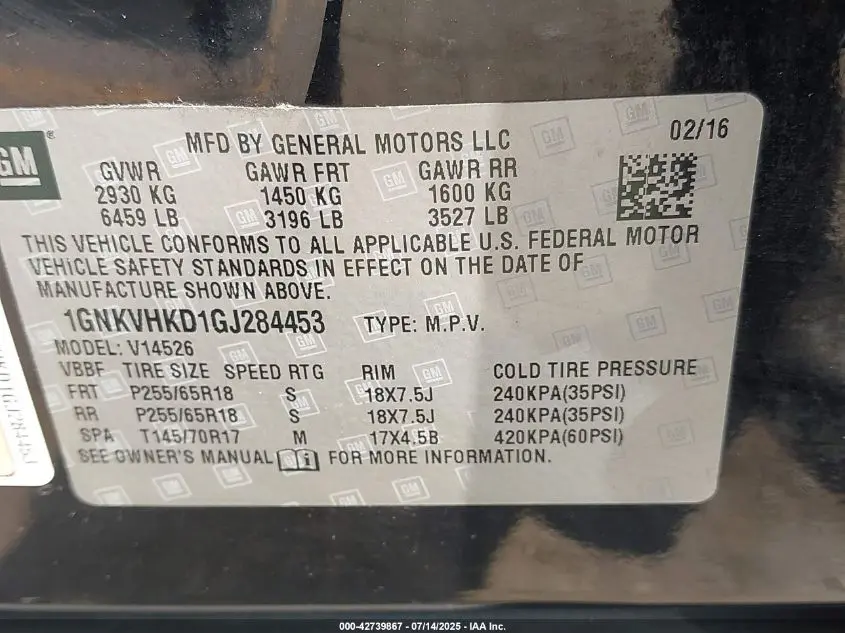 GM ®
MFD BY GENERAL MOTORS LLC 02/16
GVWR GAWR FRT GAWR RR
2930 KG 1450 KG 1600 KG
6459 LB 3196 LB 3527 LB
THIS VEHICLE CONFORMS TO ALL APPLICABLE U.S. FEDERAL MOTOR
VEHICLE SAFETY STANDARDS IN EFFECT ON THE DATE OF
MANUFACTURE SHOWN ABOVE.
1GNKVHKD1GJ284453 TYPE: M.P.V.
MODEL: V14526
VBBF TIRE SIZE SPEED RTG RIM COLD TIRE PRESSURE
FRT P255/65R18 S 18X7.5J 240KPA(35PSI)
RR P255/65R18 S 18X7.5J 240KPA(35PSI)
SPA T145/70R17 M 17X4.5B 420KPA(60PSI)
SEE OWNER'S MANUAL FOR MORE INFORMATION.
000-42739867 - 07/14/2025 - IAA Inc.